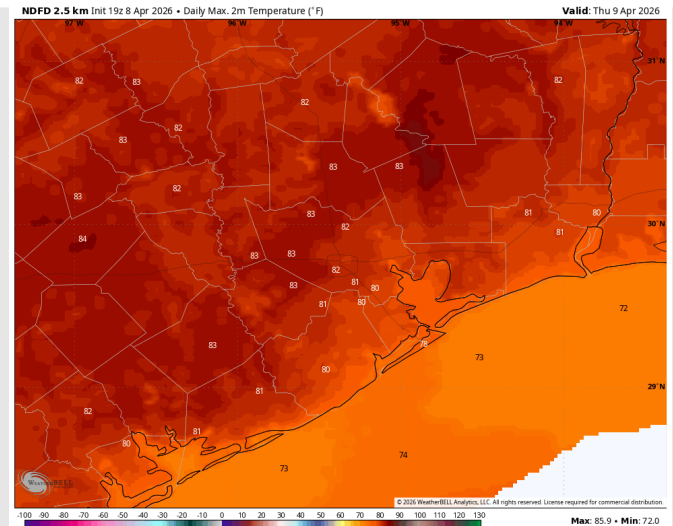 NDFD 2.5 km Init 19z 8 Apr 2026 • Daily Max. 2m Temperature (°F)
Valid: Thu 9 Apr 2026
97°W 96°W 95°W 94°W
31°N
82 83 82
82
82
83
83 83
82
83
81 80
83
30°N
82
81
84
83 83
82
81
83 80
81 80
72
83
78
73
80
29°N
81
82
81
80
74
73
WeatherBELL
© 2026 WeatherBELL Analytics, LLC. All rights reserved. License required for commercial distribution.
-100 -90 -80 -70 -60 -50 -40 -30 -20 -10 0 10 20 30 40 50 60 70 80 90 100 110 120 130
Max: 85.9 • Min: 72.0